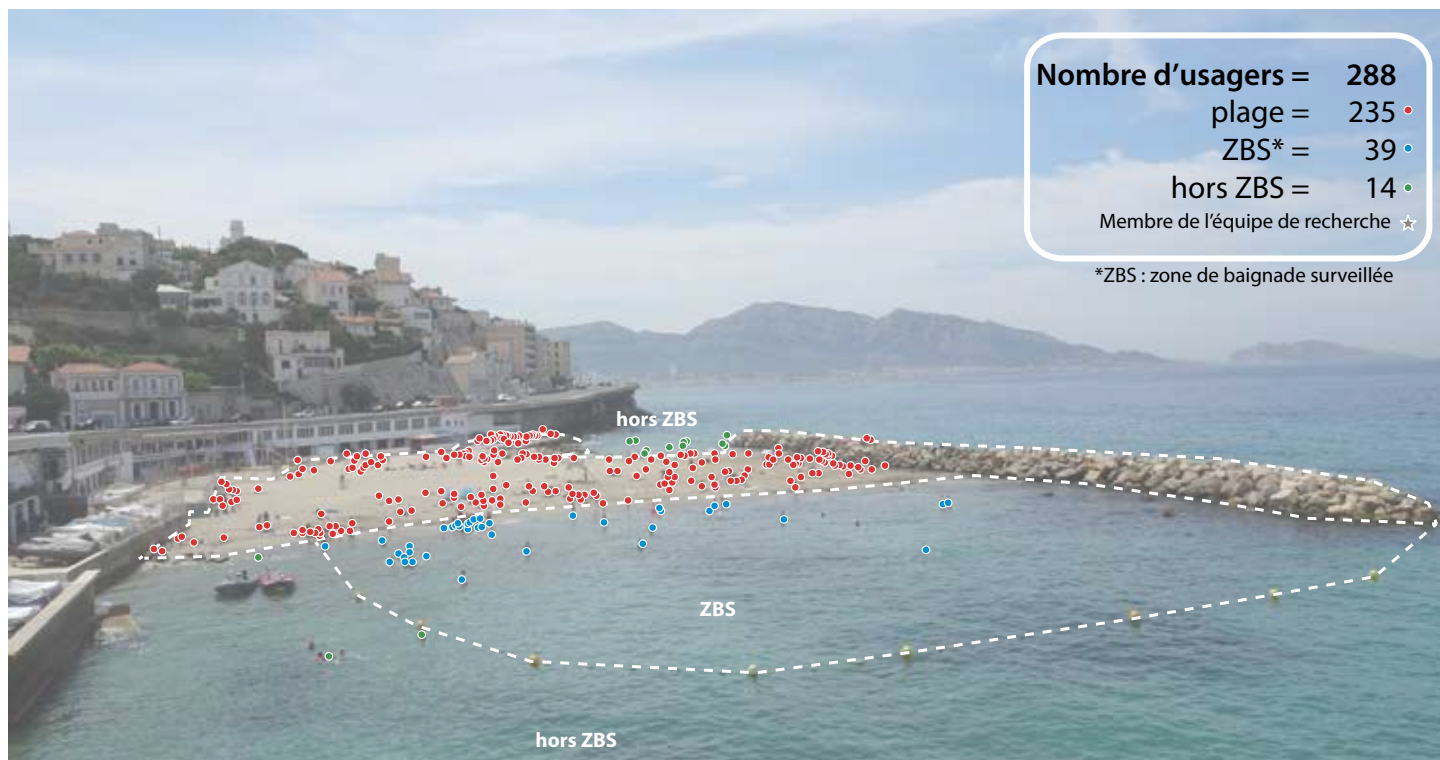 Nombre d'usagers = 288
plage = 235
ZBS* = 39
hors ZBS = 14
Membre de l'équipe de recherche
*ZBS : zone de baignade surveillée
hors ZBS
ZBS
hors ZBS